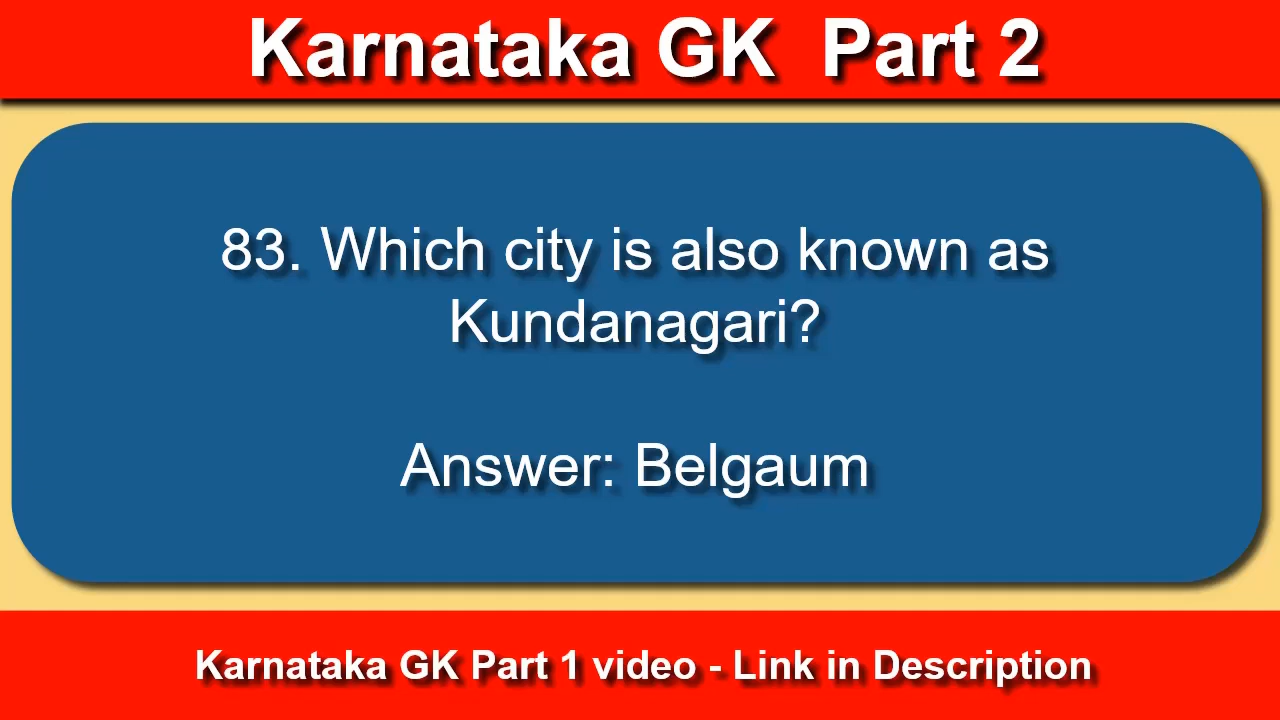 Karnataka GK  Part 2
83. Which city is also known as
Kundanagari?
Answer: Belgaum
Karnataka GK Part 1 video - Link in Description